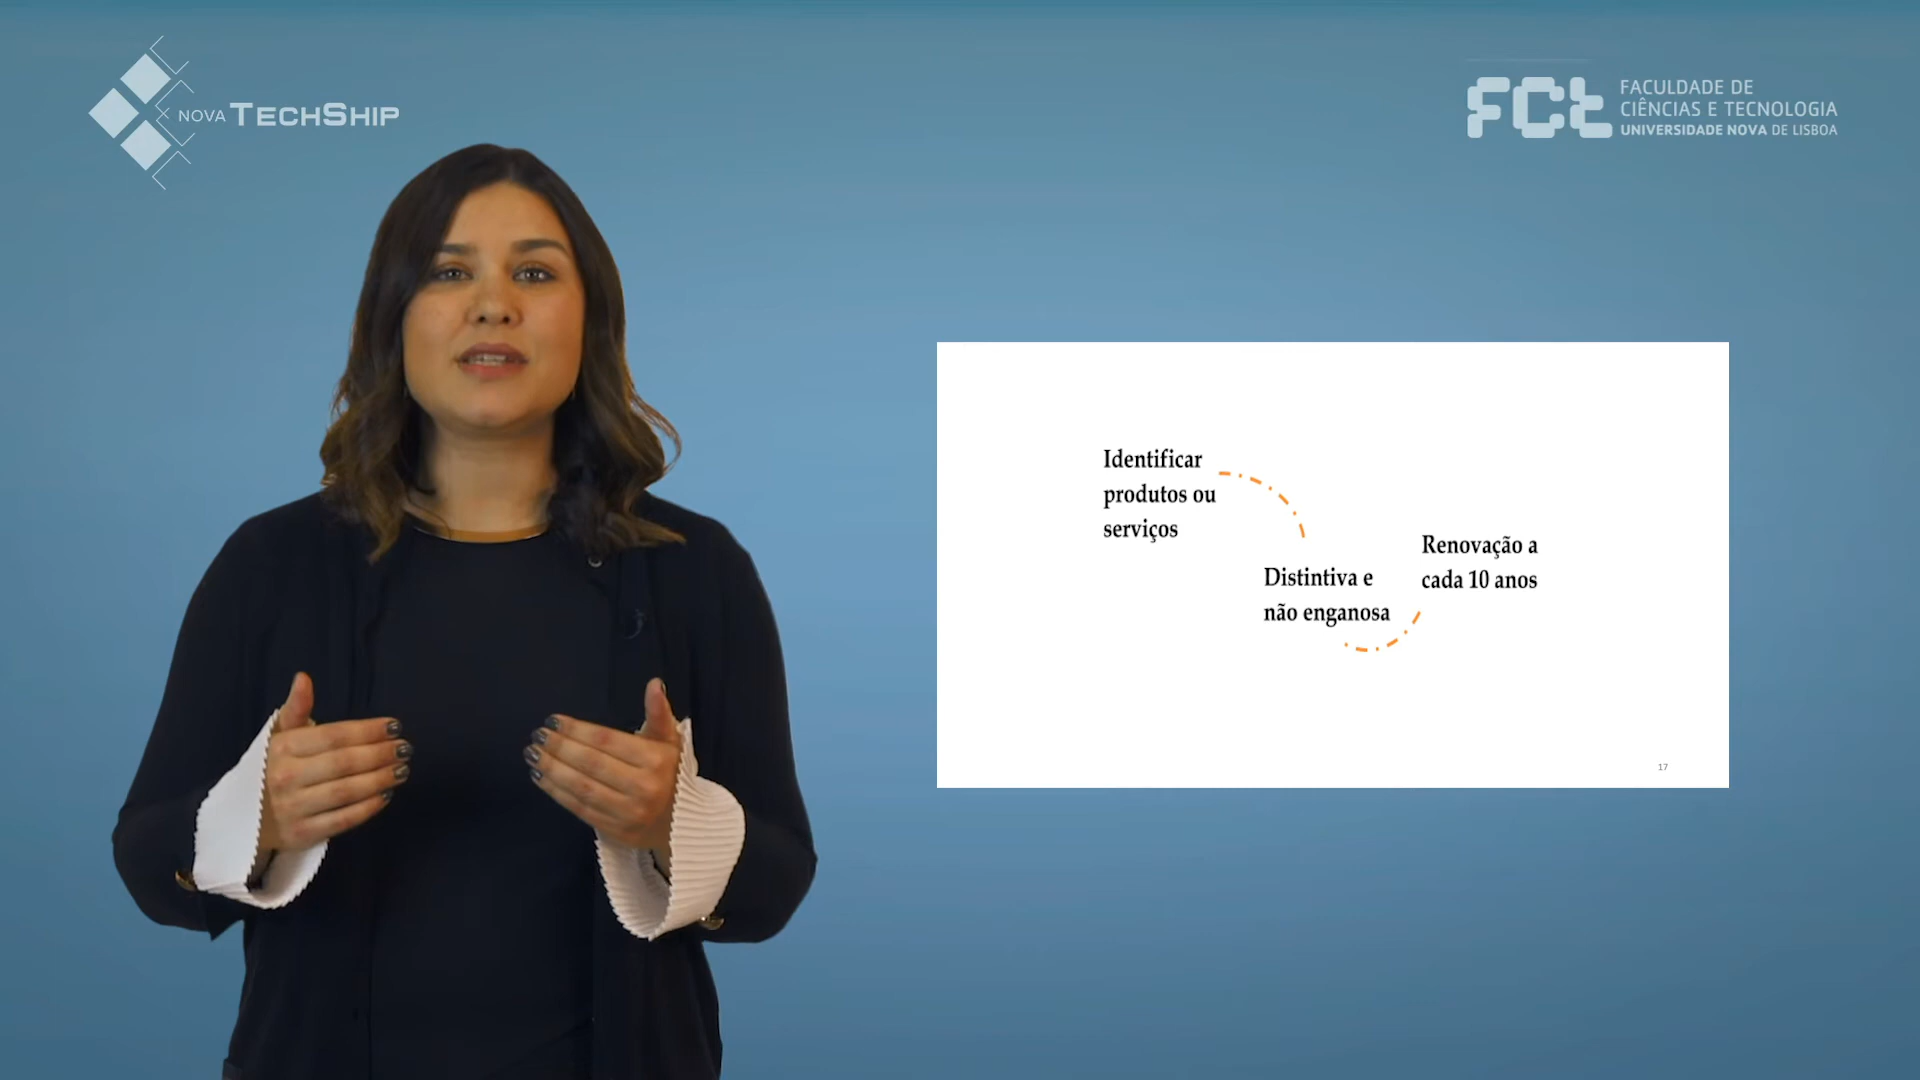 NOVA TECHSHIP
FACULDADE DE
CIÊNCIAS E TECNOLOGIA
UNIVERSIDADE NOVA DE LISBOA
FCt
Identificar
produtos ou
serviços
Distintiva e
não enganosa
Renovação a
cada 10 anos
17